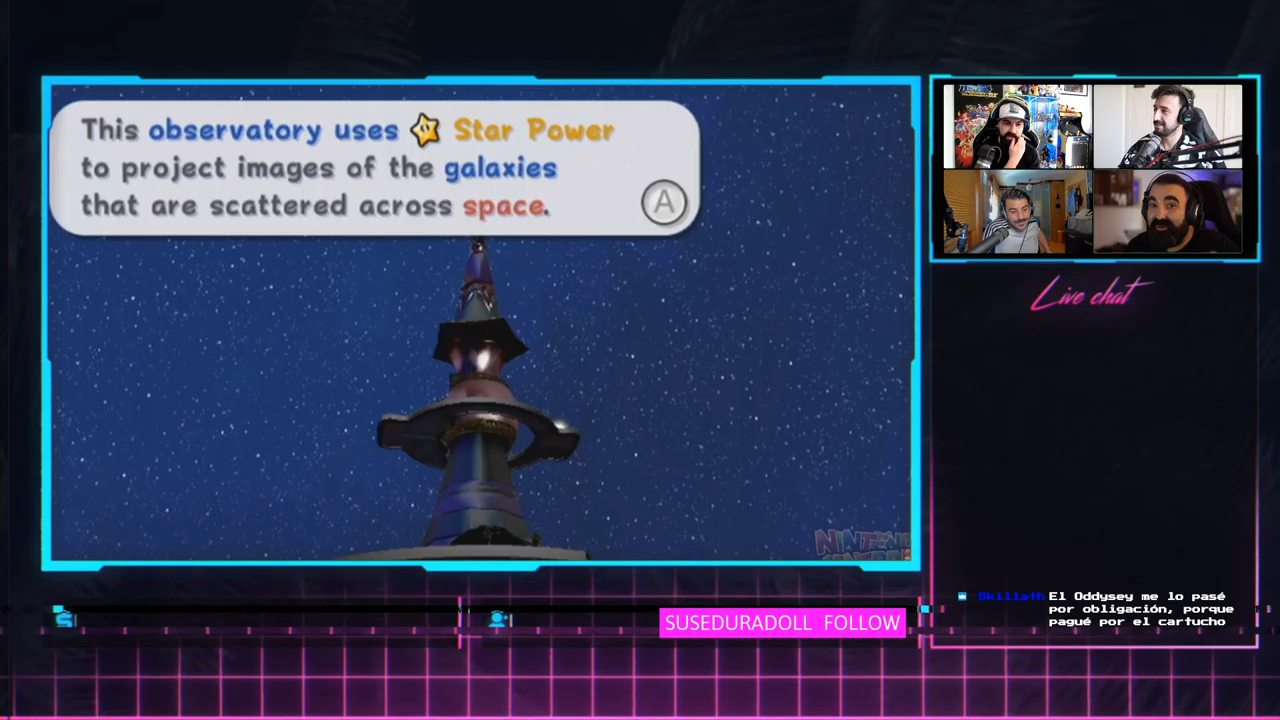 This observatory uses Star Power
to project images of the galaxies
that are scattered across space.
A
Live chat
Skillafh El Oddysey me lo pasé
por obligación, porque
pagué por el cartucho
SUSEDURADOLL FOLLOW